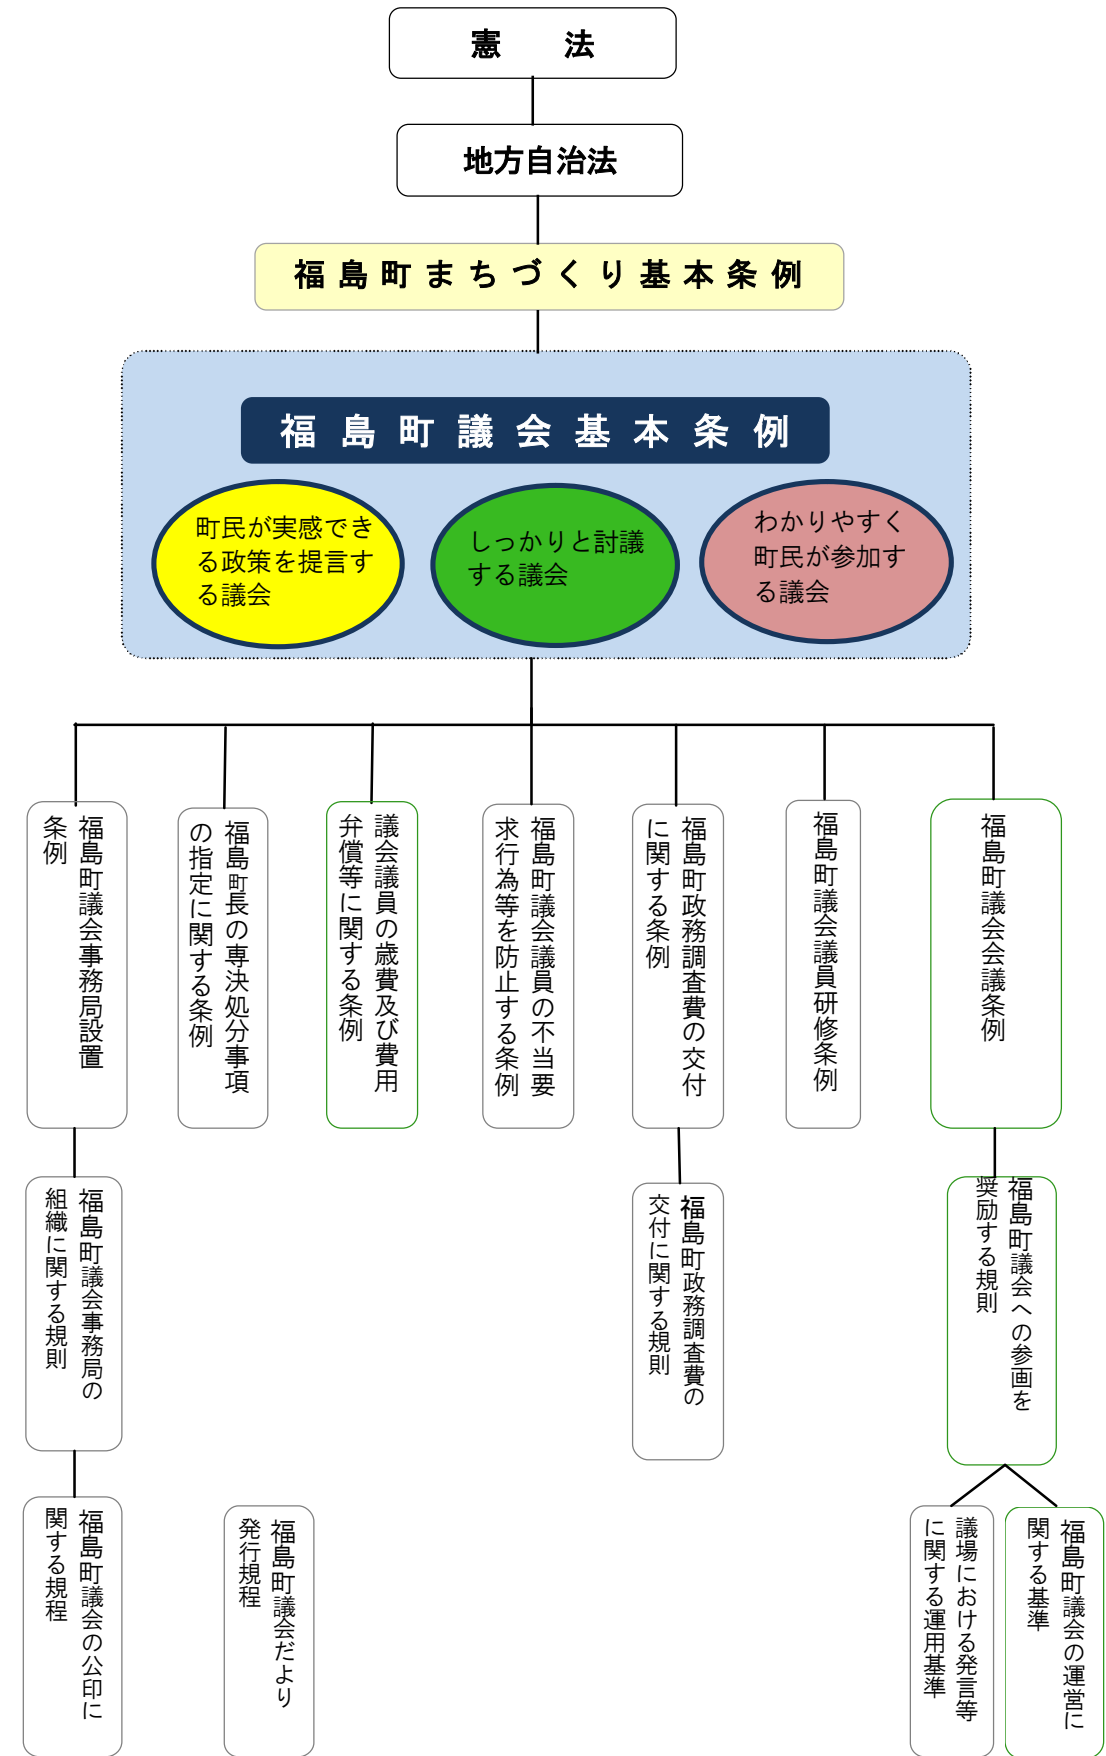 憲　　法
地方自治法
福島町まちづくり基本条例
福島町議会基本条例
町民が実感でき
る政策を提言す
る議会
しっかりと討議
する議会
わかりやすく
町民が参加す
る議会
福島町議会事務局設置
条例
福島町長の専決処分事項
の指定に関する条例
議会議員の歳費及び費用
弁償等に関する条例
福島町議会議員の不当要
求行為等を防止する条例
福島町政務調査費の交付
に関する条例
福島町議会議員研修条例
福島町議会会議条例
福島町議会事務局の
組織に関する規則
福島町政務調査費の
交付に関する規則
福島町議会への参画を
奨励する規則
福島町議会の公印に
関する規程
福島町議会だより
発行規程
議場における発言等
に関する運用基準
福島町議会の運営に
関する基準